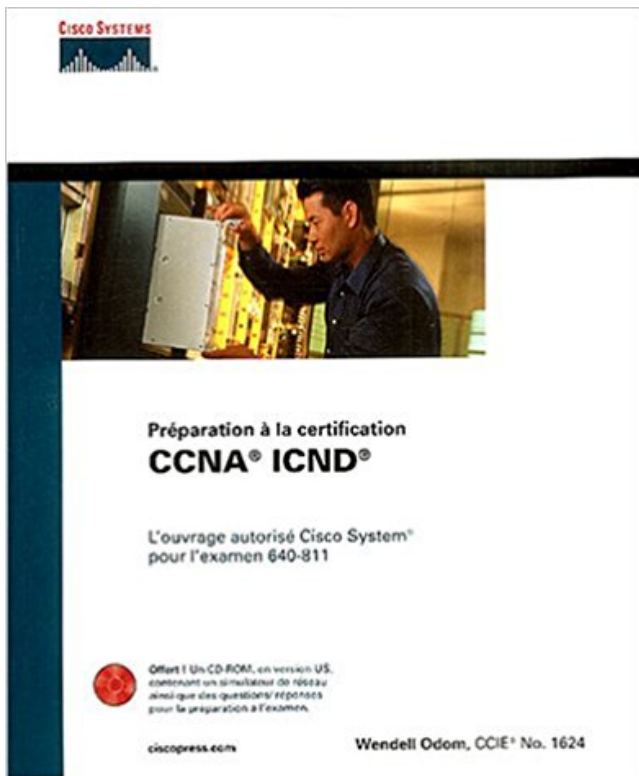 CISCO SYSTEMS
®
Préparation à la certification
CCNA® ICND®
L'ouvrage autorisé Cisco System®
pour l'examen 640-811
Offert ! Un CD-ROM, en version US,
contenant un simulateur de réseau
ainsi que des questions/réponses
pour la préparation à l'examen.
ciscopress.com
Wendell Odom, CCIE® No. 1624